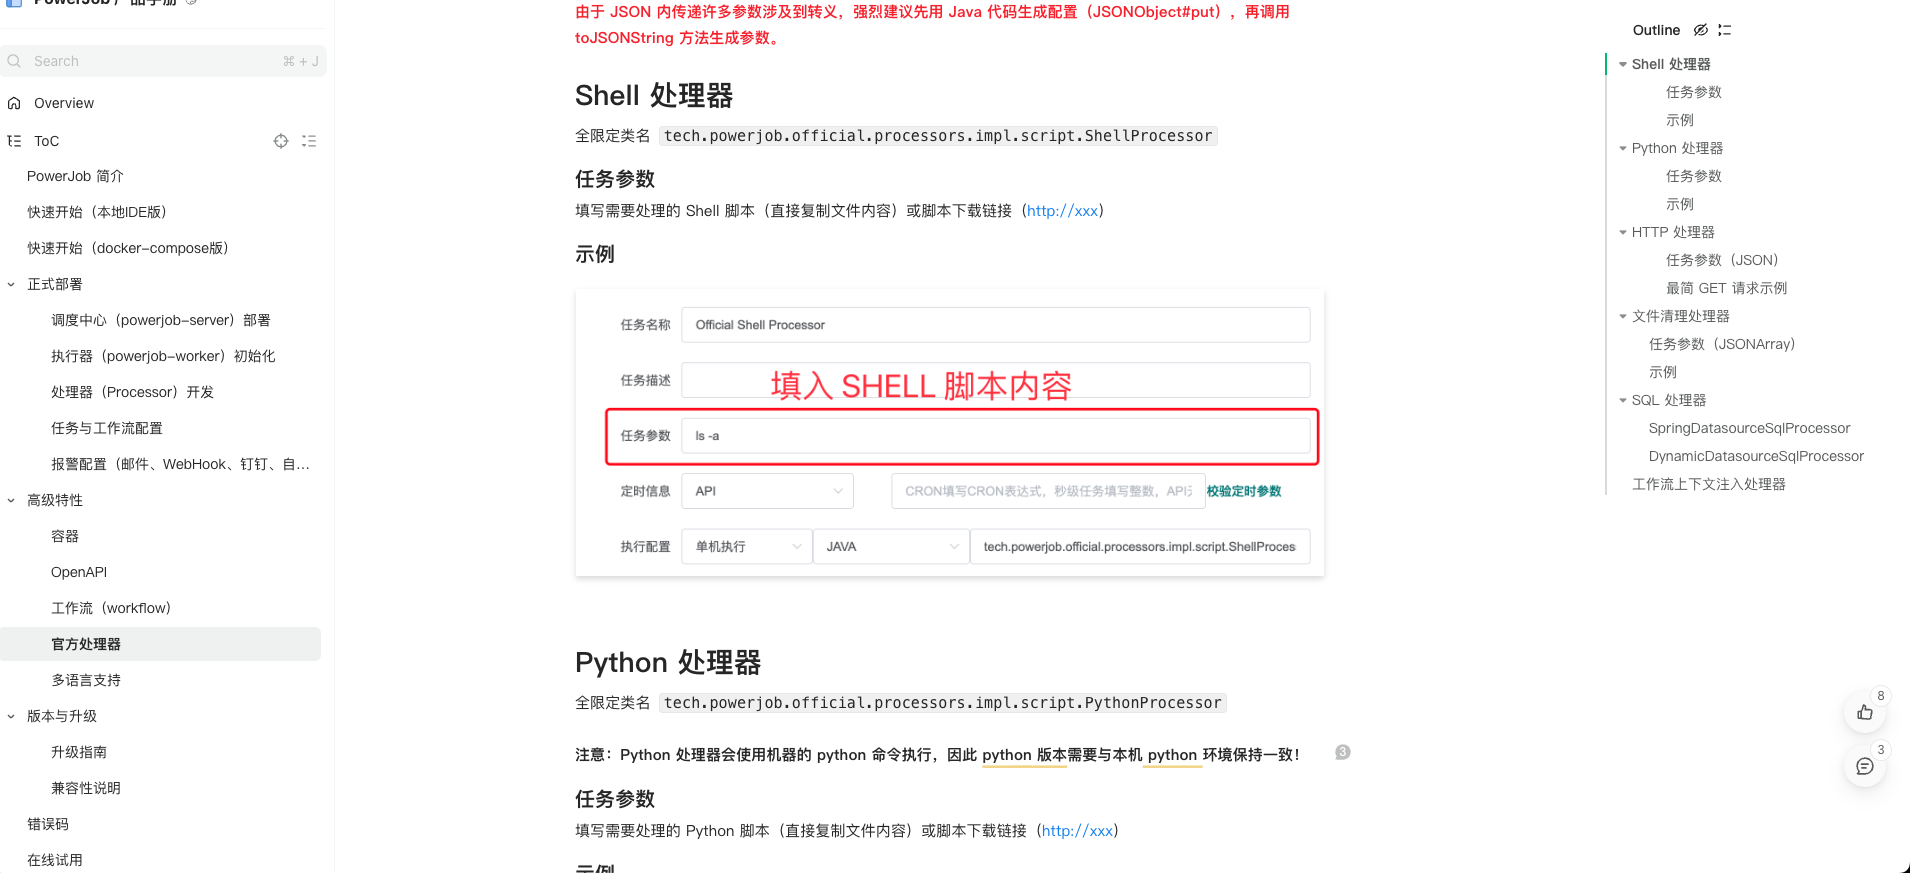 由于 JSON 内传递许多参数涉及到转义，强烈建议先用 Java 代码生成配置（JSONObject#put），再调用
toJSONString 方法生成参数。
Search
⌘ + J
Overview
ToC
PowerJob 简介
快速开始（本地IDE版）
快速开始（docker-compose版）
正式部署
调度中心（powerjob-server）部署
执行器（powerjob-worker）初始化
处理器（Processor）开发
任务与工作流配置
报警配置（邮件、WebHook、钉钉、自...
高级特性
容器
OpenAPI
工作流（workflow）
官方处理器
多语言支持
版本与升级
升级指南
兼容性说明
错误码
在线试用
Shell 处理器
全限定类名 tech.powerjob.official.processors.impl.script.ShellProcessor
任务参数
填写需要处理的 Shell 脚本（直接复制文件内容）或脚本下载链接（http://xxx）
示例
任务名称 Official Shell Processor
任务描述
填入 SHELL 脚本内容
任务参数 ls -a
定时信息 API CRON填写CRON表达式，秒级任务填写整数，API 校验定时参数
执行配置 单机执行 JAVA tech.powerjob.official.processors.impl.script.ShellProces
Python 处理器
全限定类名 tech.powerjob.official.processors.impl.script.PythonProcessor
注意：Python 处理器会使用机器的 python 命令执行，因此 python 版本需要与本机 python 环境保持一致！ 3
任务参数
填写需要处理的 Python 脚本（直接复制文件内容）或脚本下载链接（http://xxx）
示例
Outline
Shell 处理器
任务参数
示例
Python 处理器
任务参数
示例
HTTP 处理器
任务参数（JSON）
最简 GET 请求示例
文件清理处理器
任务参数（JSONArray）
示例
SQL 处理器
SpringDatasourceSqlProcessor
DynamicDatasourceSqlProcessor
工作流上下文注入处理器
8
3